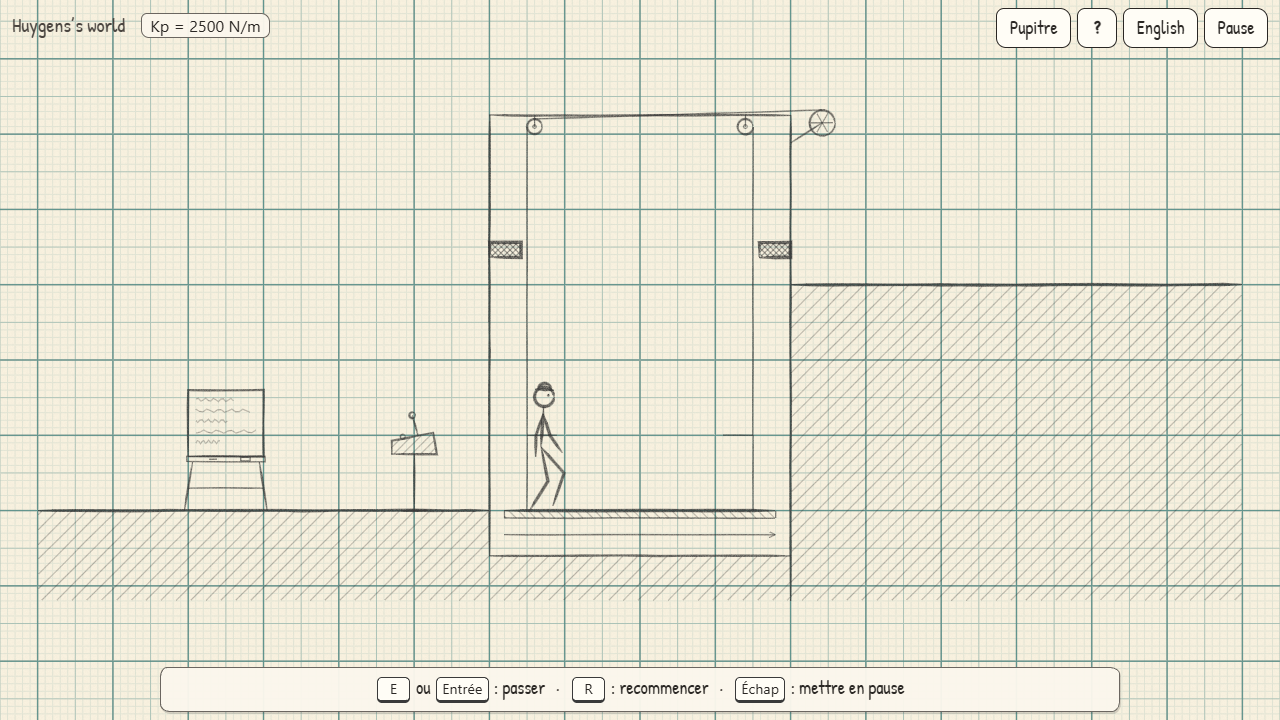 Huygens's world
Kp = 2500 N/m
Pupitre
?
English
Pause
E ou Entrée : passer · R : recommencer · Échap : mettre en pause